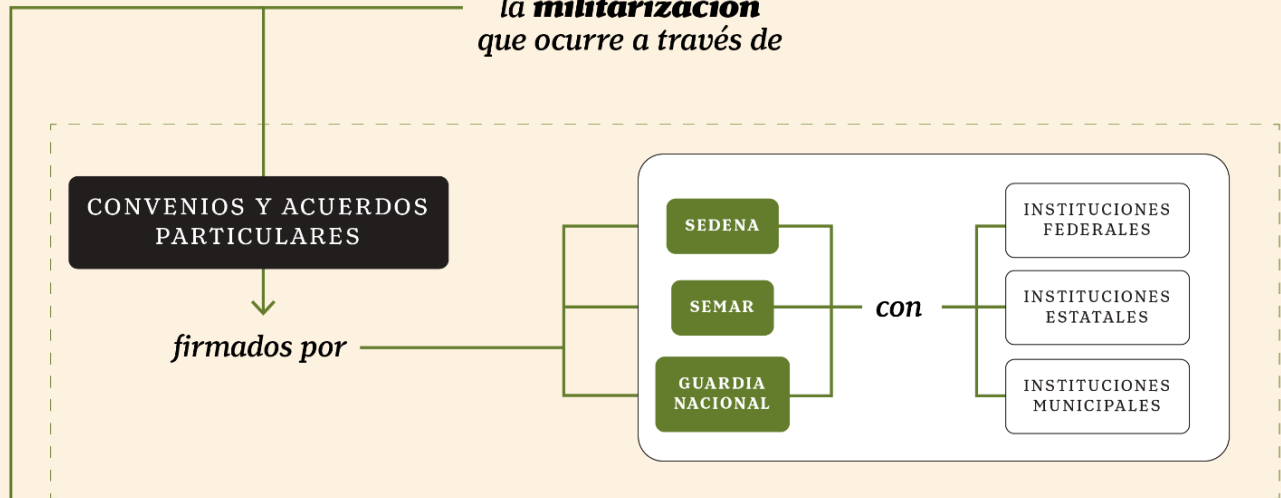 la militarización
que ocurre a través de
CONVENIOS Y ACUERDOS
PARTICULARES
firmados por
SEDENA
SEMAR
GUARDIA
NACIONAL
con
INSTITUCIONES
FEDERALES
INSTITUCIONES
ESTATALES
INSTITUCIONES
MUNICIPALES